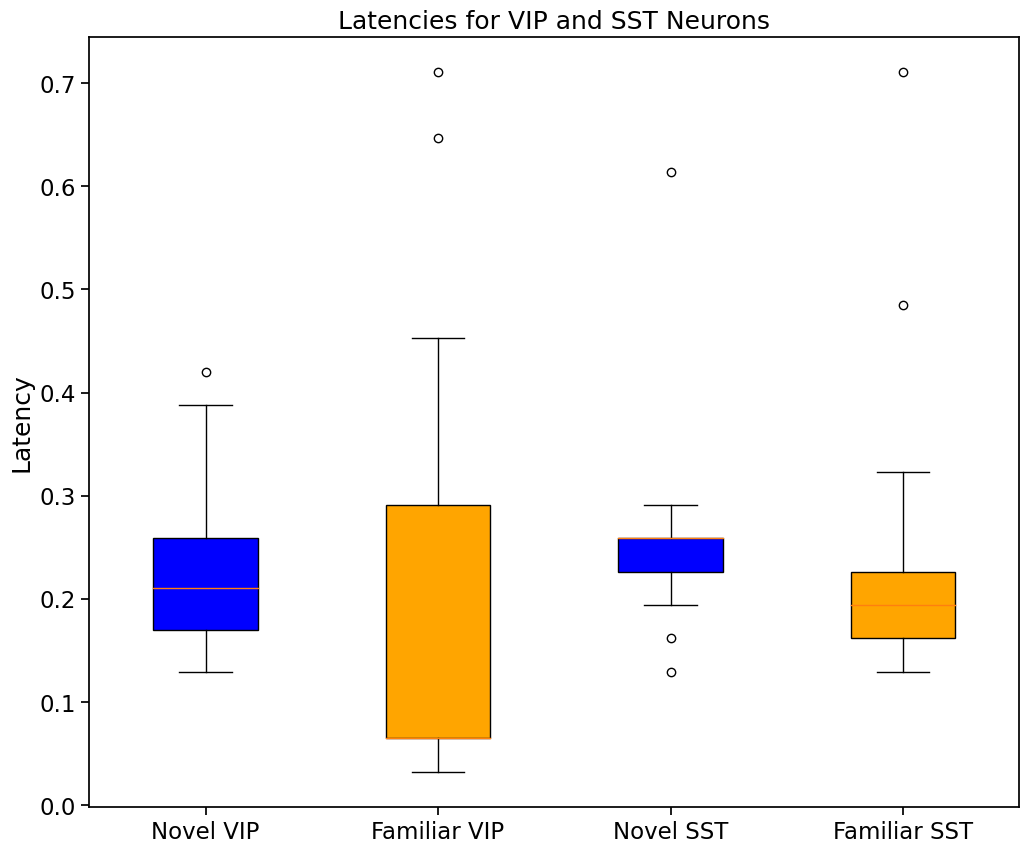 Latencies for VIP and SST Neurons
Latency
0.7
0.6
0.5
0.4
0.3
0.2
0.1
0.0
Novel VIP
Familiar VIP
Novel SST
Familiar SST